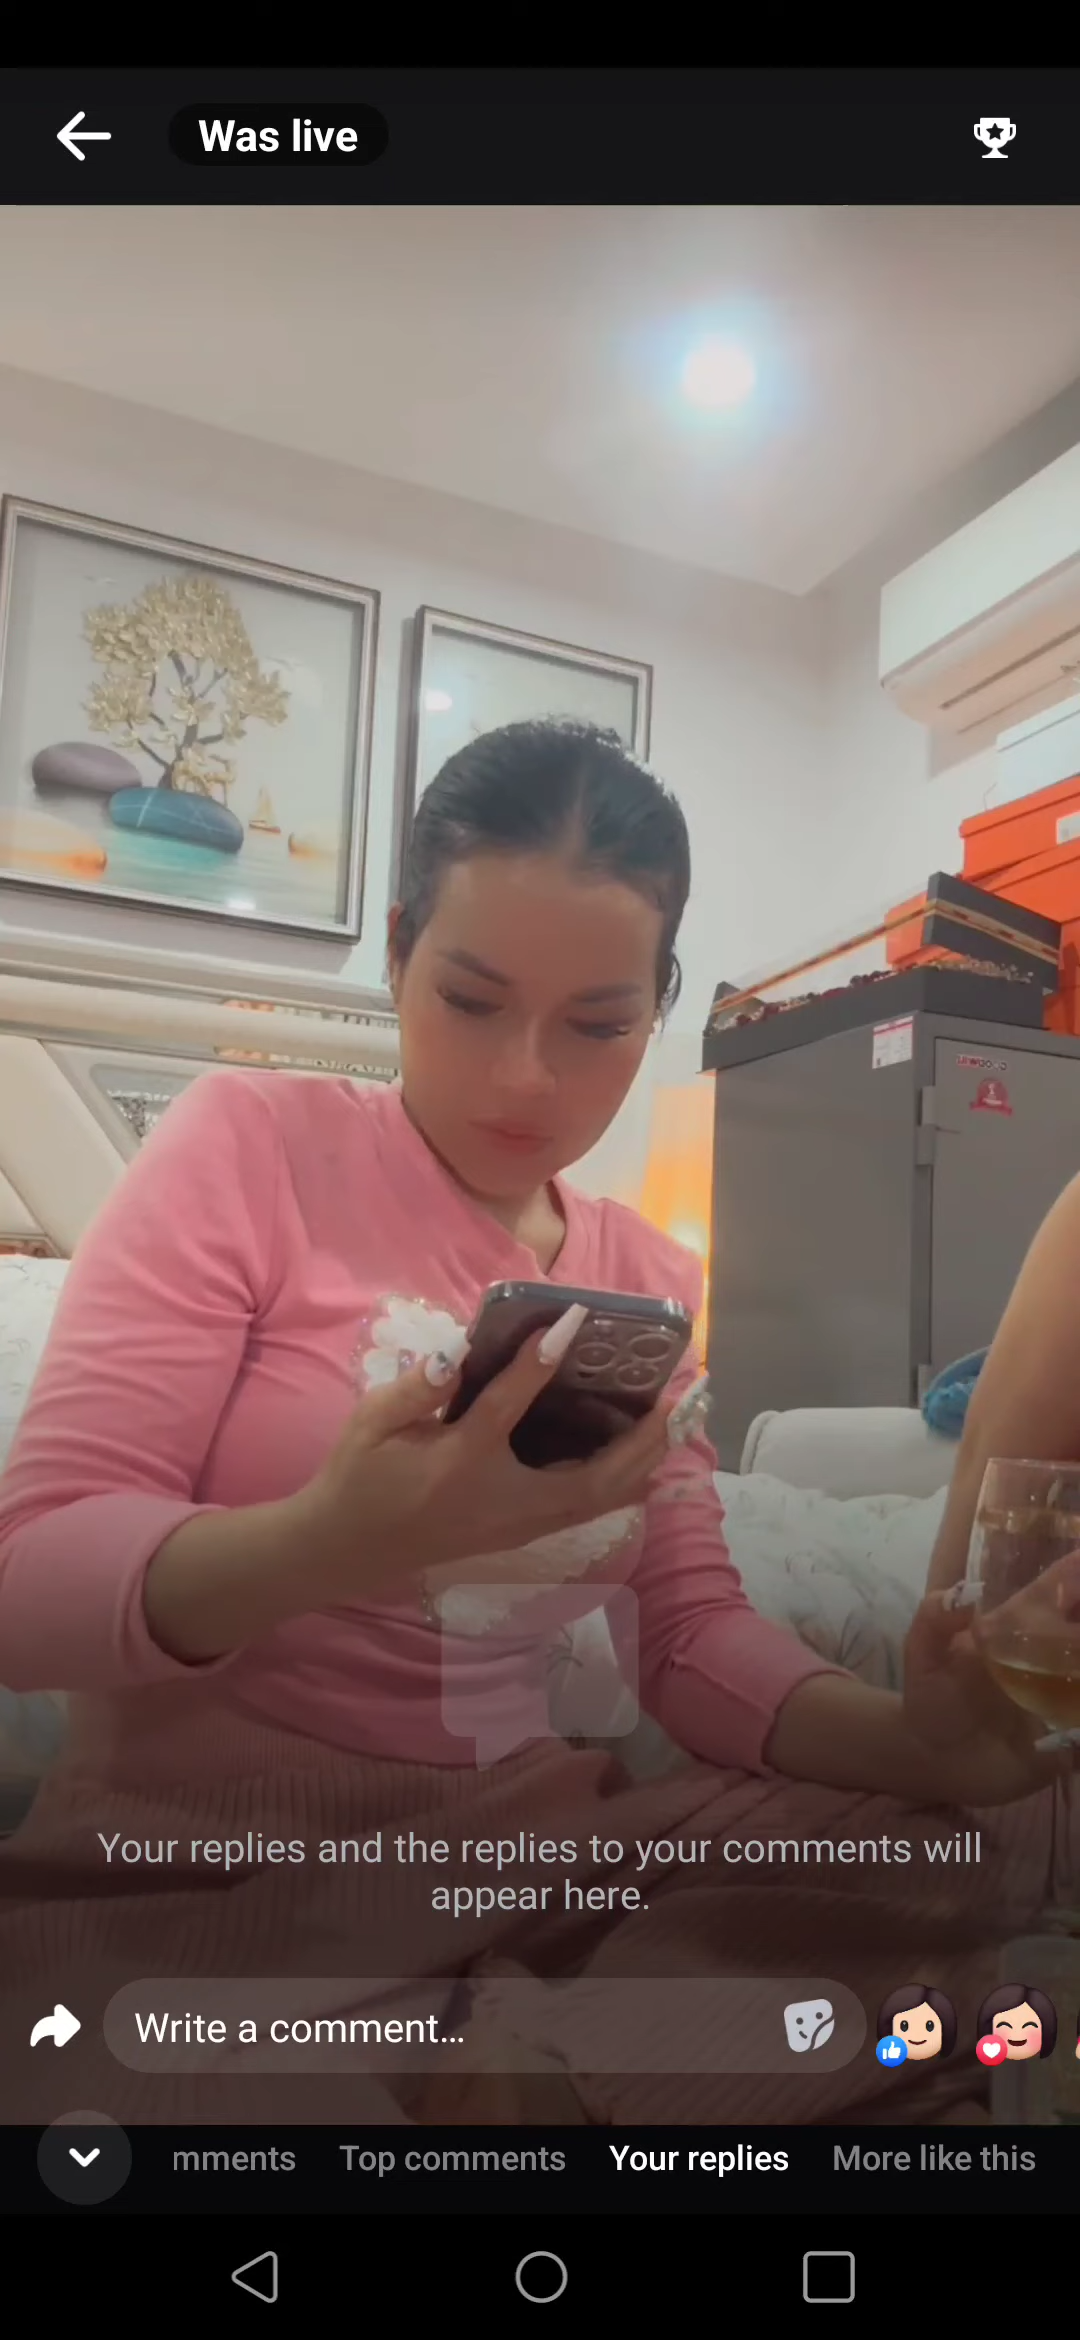 Was live
Your replies and the replies to your comments will
appear here.
Write a comment...
mments
Top comments
Your replies
More like this